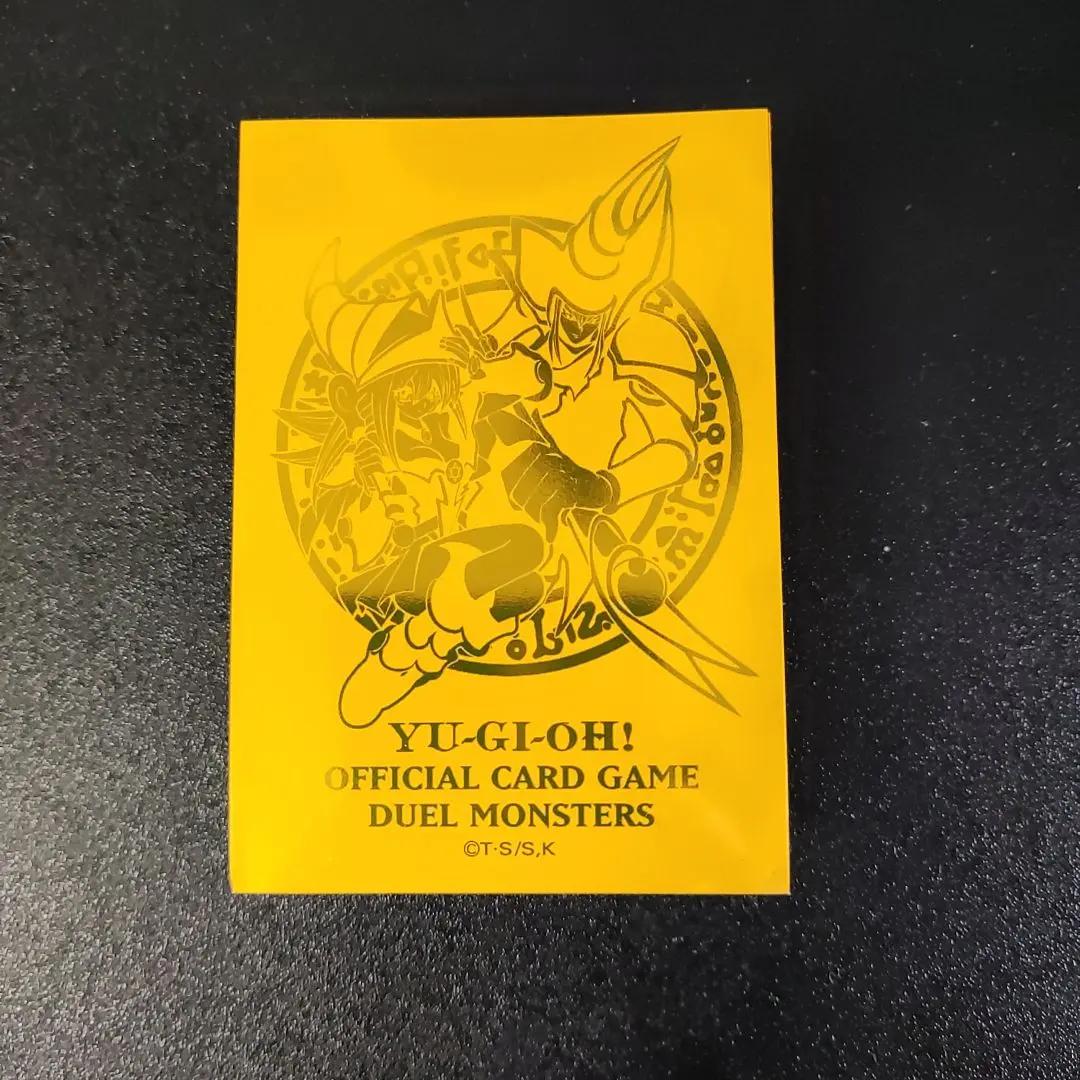 YU-GI-OH!
OFFICIAL CARD GAME
DUEL MONSTERS
©T·S/S,K